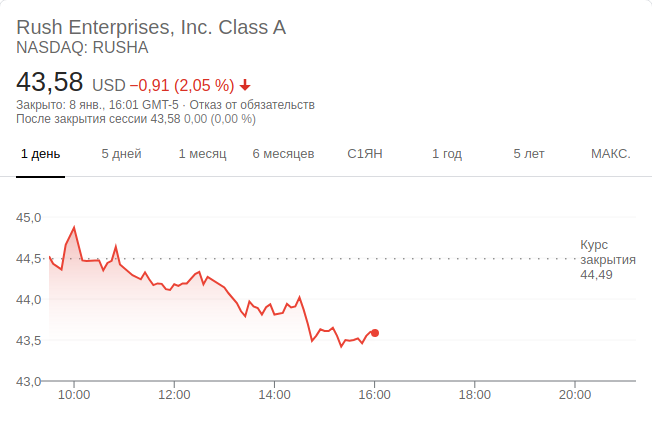 Rush Enterprises, Inc. Class A
NASDAQ: RUSHA
43,58 USD −0,91 (2,05 %)
Закрыто: 8 янв., 16:01 GMT-5 · Отказ от обязательств
После закрытия сессии 43,58 0,00 (0,00 %)
1 день 5 дней 1 месяц 6 месяцев С1ЯН 1 год 5 лет МАКС.
45,0
44,5
44,0
43,5
43,0
Курс
закрытия
44,49
10:00 12:00 14:00 16:00 18:00 20:00